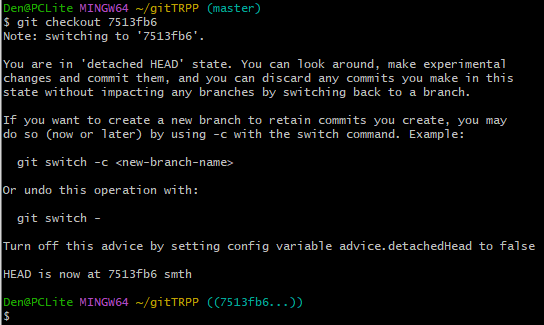 Den@PCLite MINGW64 ~/gitTRPP (master)
$ git checkout 7513fb6
Note: switching to '7513fb6'.
You are in 'detached HEAD' state. You can look around, make experimental
changes and commit them, and you can discard any commits you make in this
state without impacting any branches by switching back to a branch.
If you want to create a new branch to retain commits you create, you may
do so (now or later) by using -c with the switch command. Example:
git switch -c <new-branch-name>
Or undo this operation with:
git switch -
Turn off this advice by setting config variable advice.detachedHead to false
HEAD is now at 7513fb6 smth
Den@PCLite MINGW64 ~/gitTRPP ((7513fb6...))
$